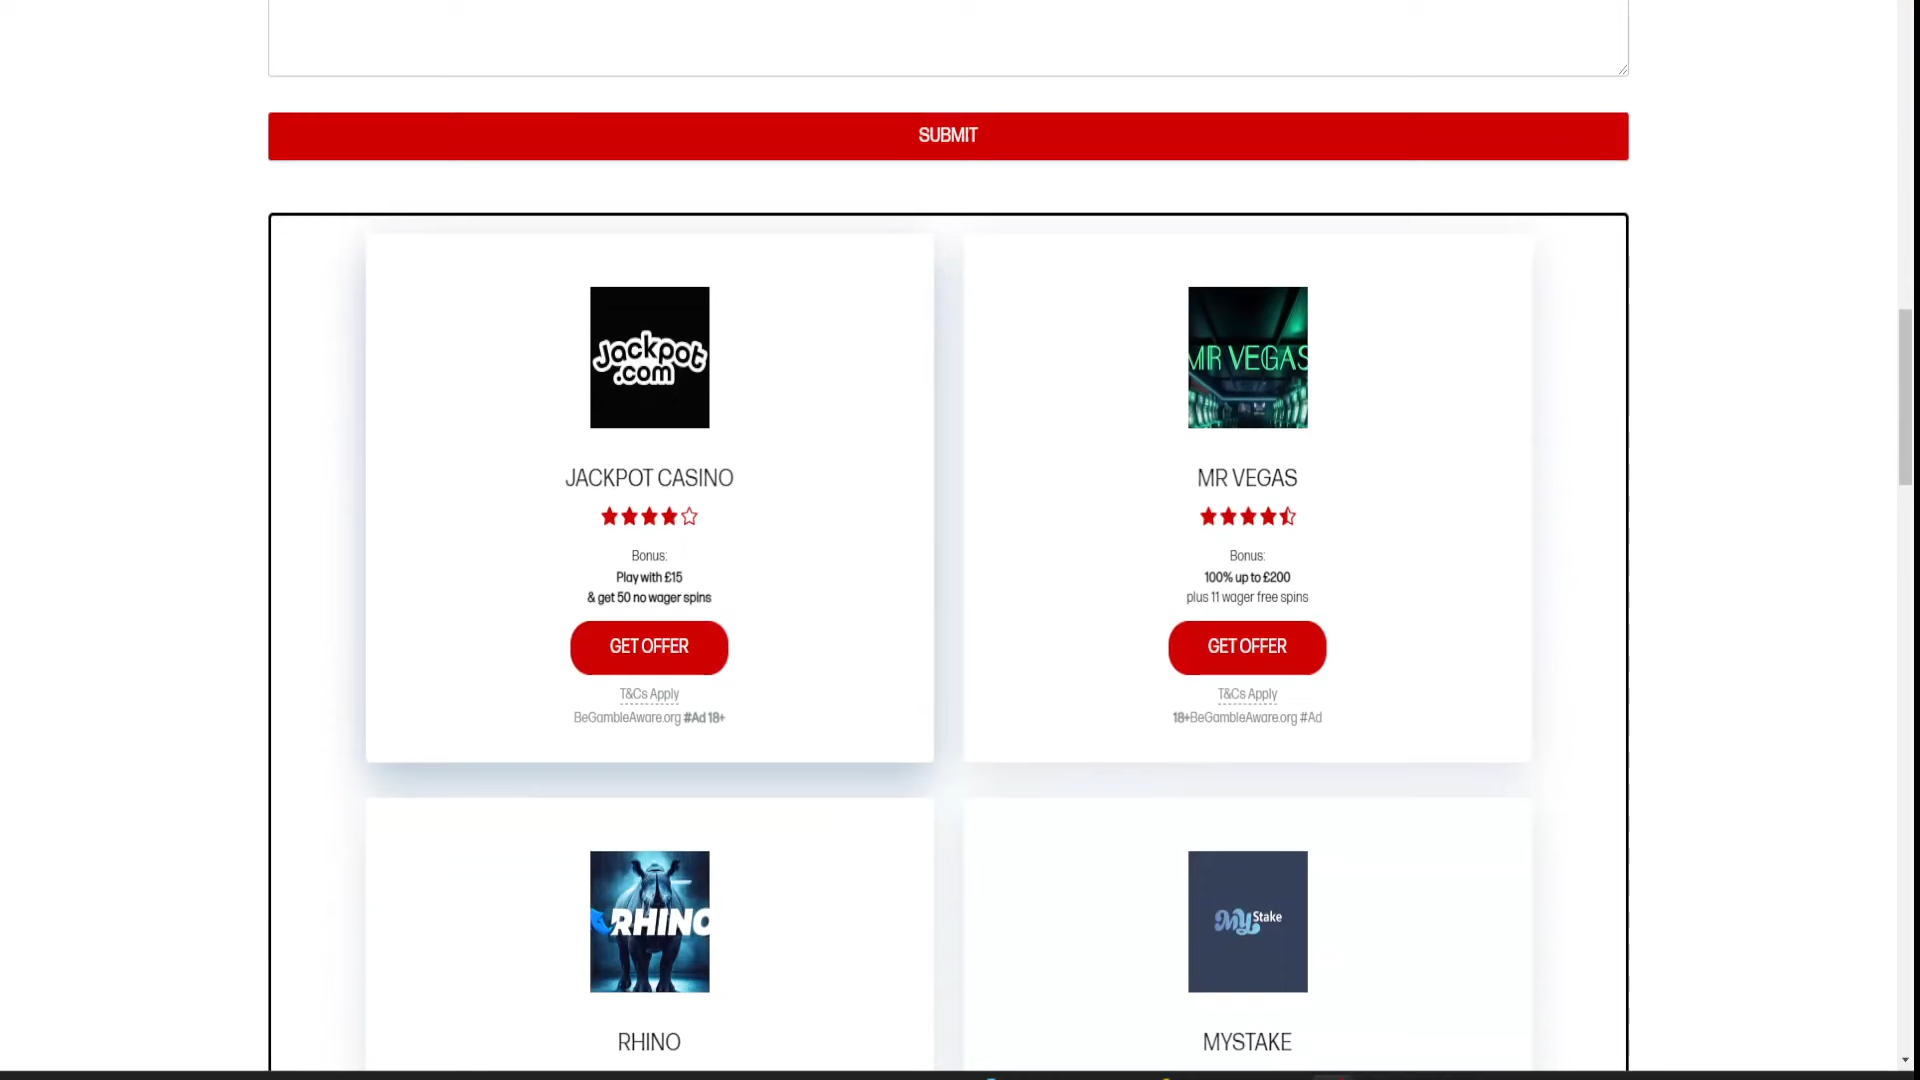 SUBMIT
Jackpot
.com
MR VEGAS
JACKPOT CASINO
MR VEGAS
Bonus:
Play with £15
& get 50 no wager spins
Bonus:
100% up to £200
plus 11 wager free spins
GET OFFER
GET OFFER
T&Cs Apply
BeGambleAware.org #Ad 18+
T&Cs Apply
18+BeGambleAware.org #Ad
RHINO
MyStake
RHINO
MYSTAKE